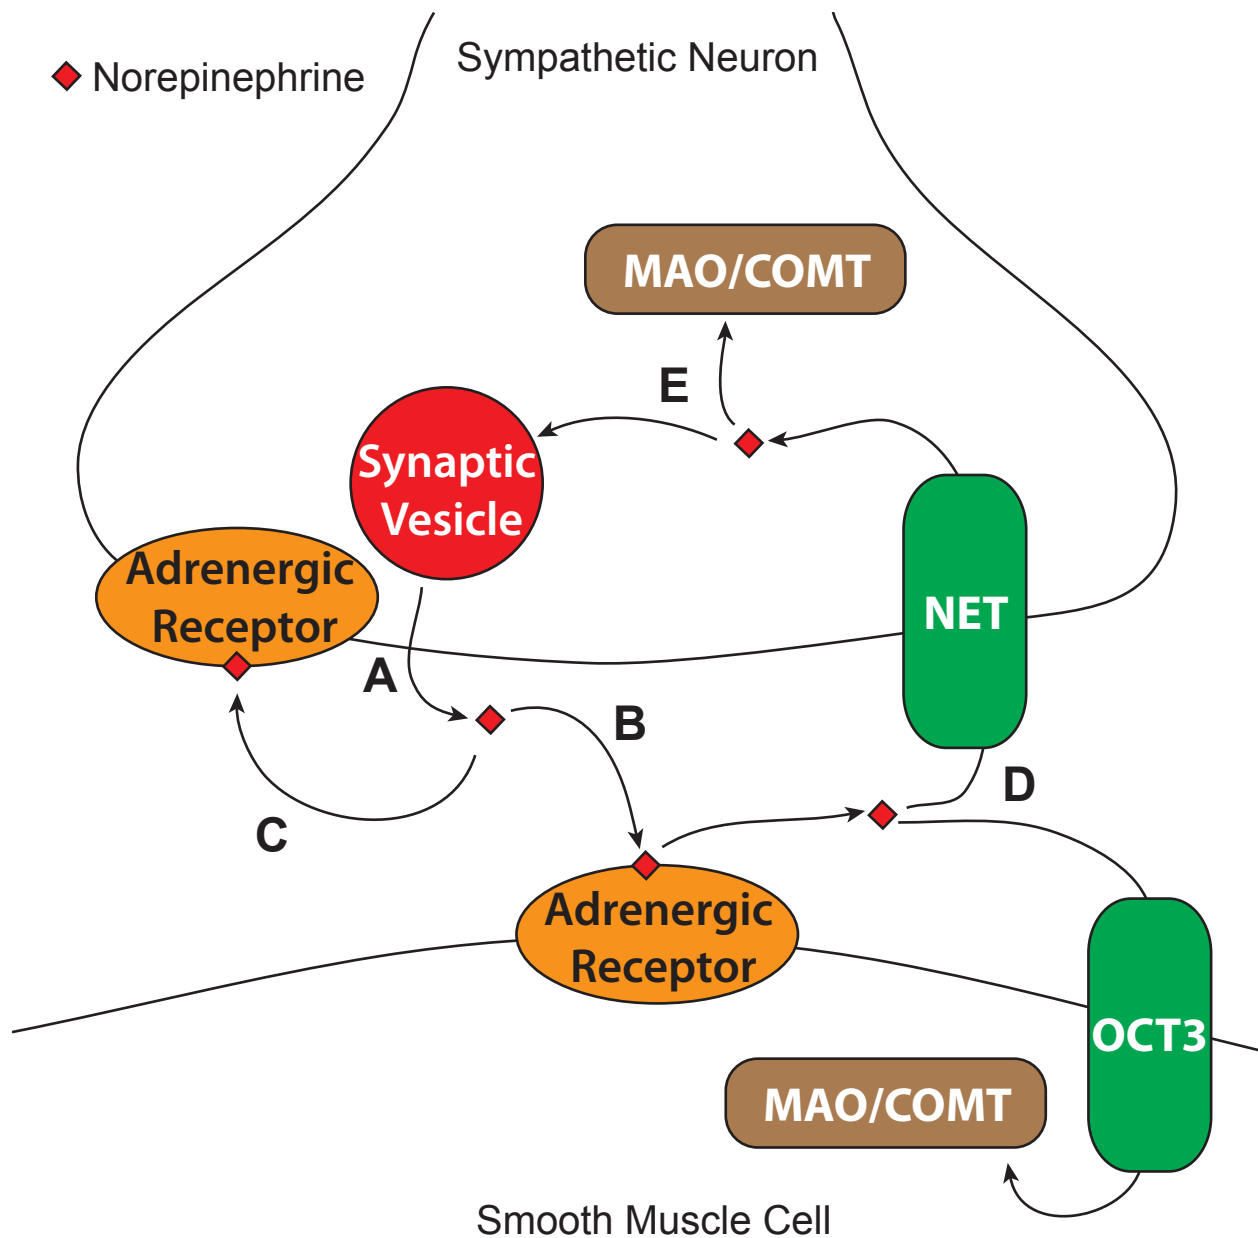 Sympathetic Neuron
Norepinephrine
MAO/COMT
E
Synaptic
Vesicle
Adrenergic
Receptor
NET
A
B
C
D
Adrenergic
Receptor
OCT3
MAO/COMT
Smooth Muscle Cell